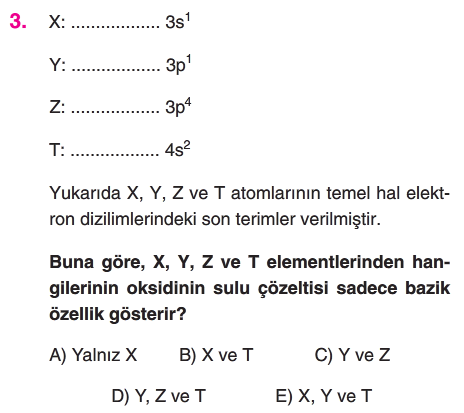 3. X: .................. 3s¹
Y: .................. 3p¹
Z: .................. 3p⁴
T: .................. 4s²
Yukarıda X, Y, Z ve T atomlarının temel hal elekt-
ron dizilimlerindeki son terimler verilmiştir.
Buna göre, X, Y, Z ve T elementlerinden han-
gilerinin oksidinin sulu çözeltisi sadece bazik
özellik gösterir?
A) Yalnız X B) X ve T C) Y ve Z
D) Y, Z ve T E) X, Y ve T